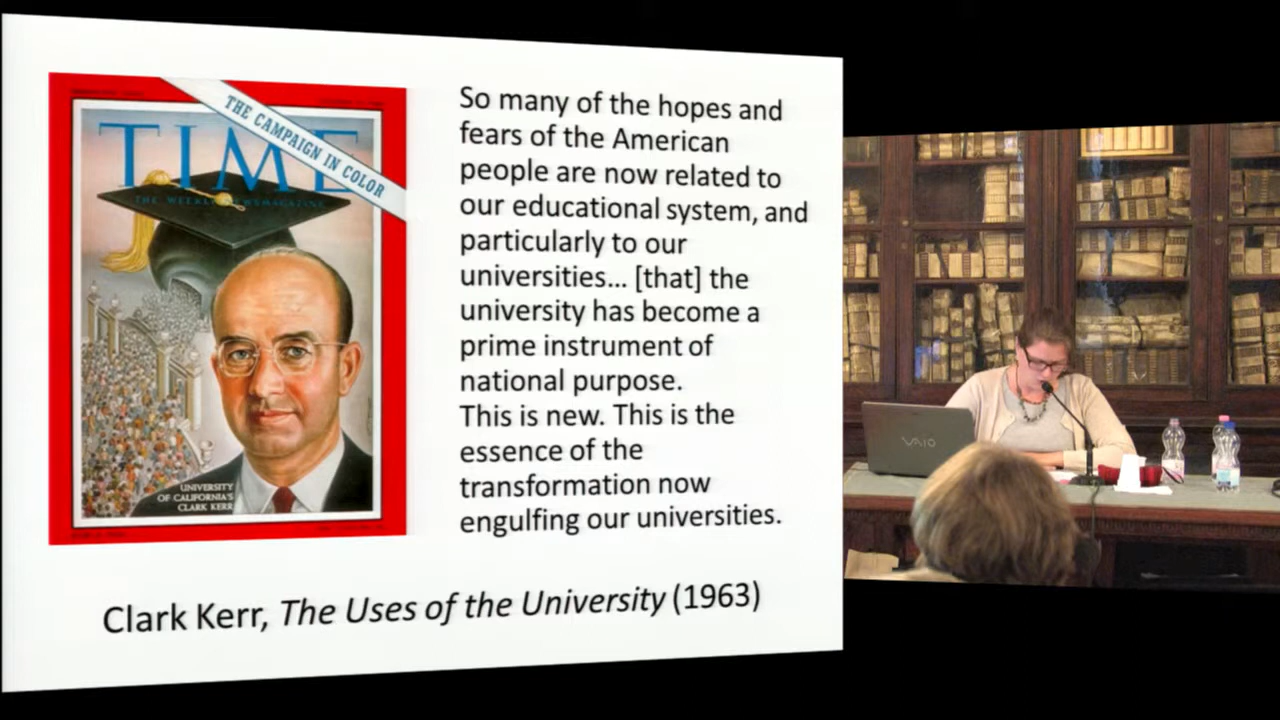 THE CAMPAIGN IN COLOR
TIME
THE WEEKLY NEWSMAGAZINE
UNIVERSITY
OF CALIFORNIA'S
CLARK KERR
So many of the hopes and
fears of the American
people are now related to
our educational system, and
particularly to our
universities... [that] the
university has become a
prime instrument of
national purpose.
This is new. This is the
essence of the
transformation now
engulfing our universities.
Clark Kerr, The Uses of the University (1963)
VAIO